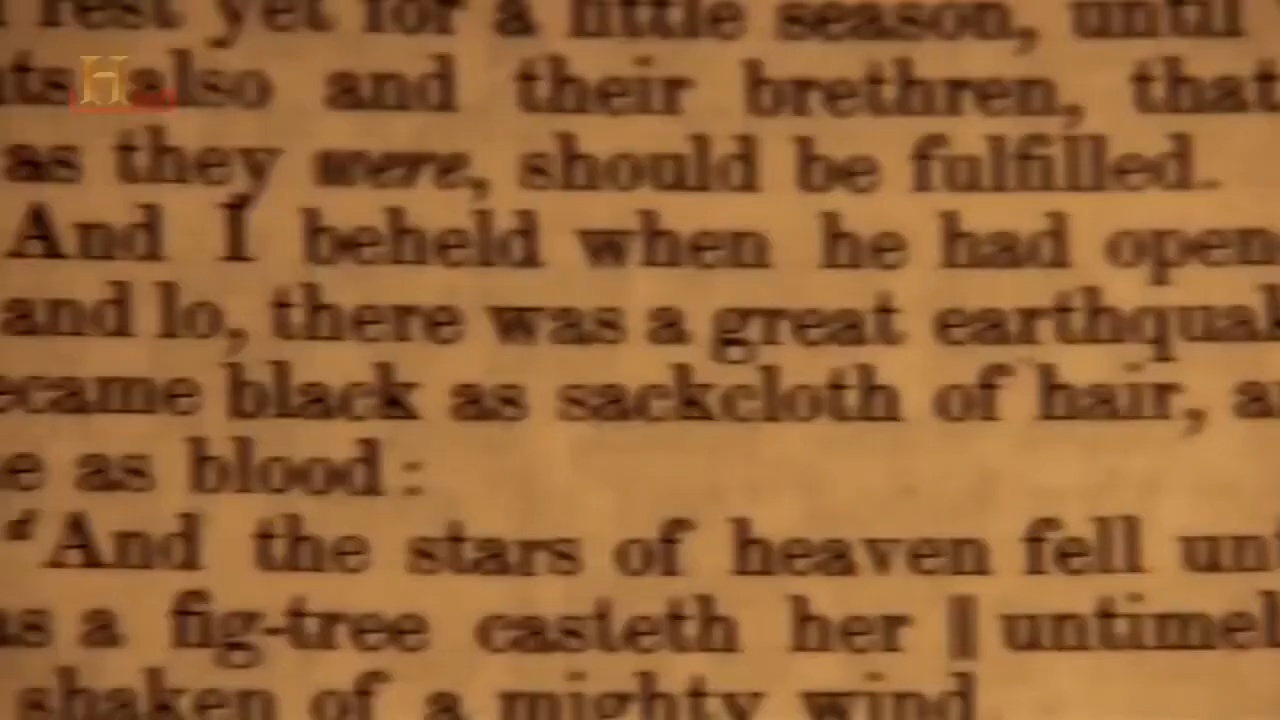 rest yet for a little season, until
nts also and their brethren, that
as they were, should be fulfilled.
And I beheld when he had open
and lo, there was a great earthquak
ecame black as sackcloth of hair, a
e as blood:
And the stars of heaven fell un
as a fig-tree casteth her || untimel
shaken of a mighty wind
H